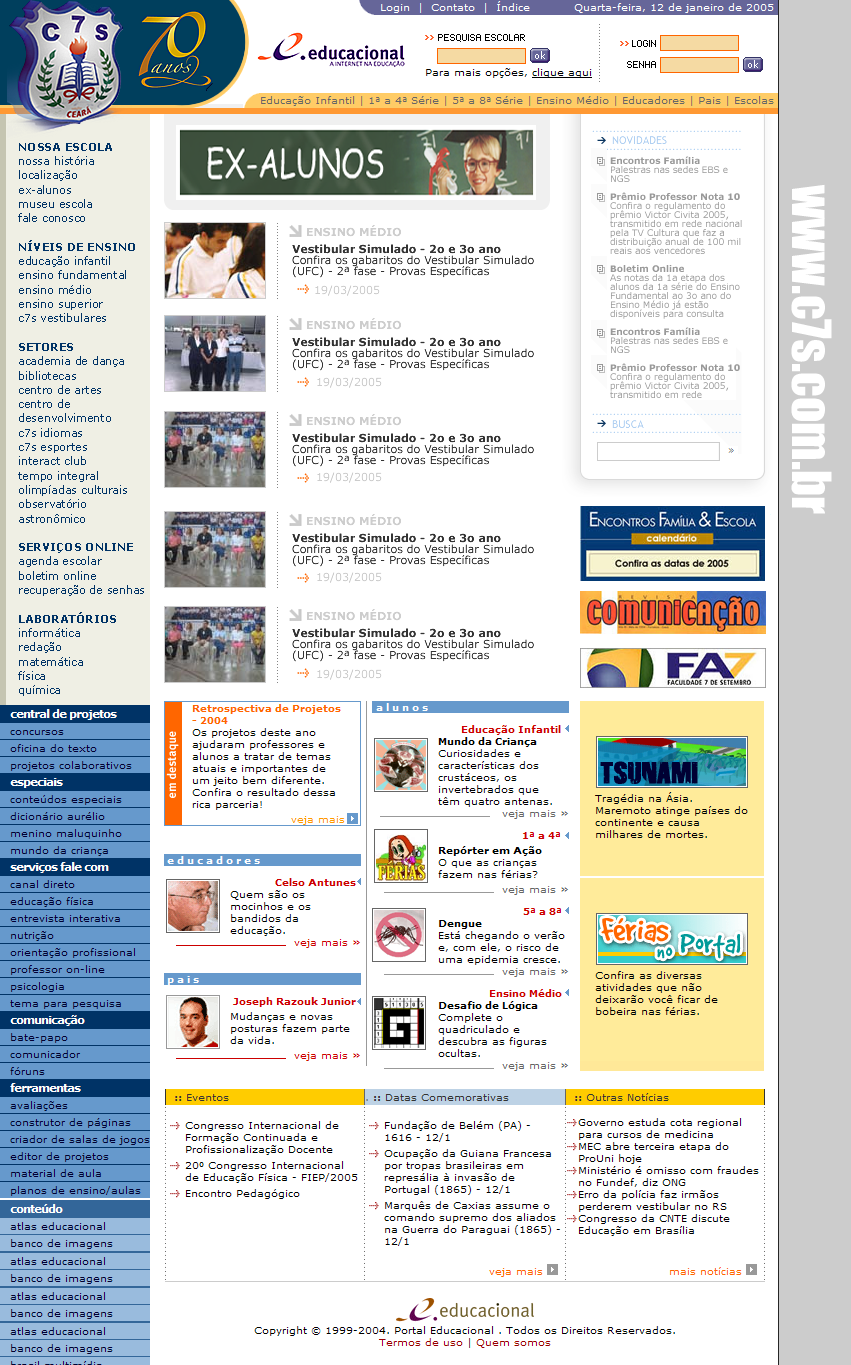 Login | Contato | Índice
Quarta-feira, 12 de janeiro de 2005
C 7 S
CEARÁ
70 anos
e.educacional
A INTERNET NA EDUCAÇÃO
PESQUISA ESCOLAR
ok
Para mais opções, clique aqui
LOGIN
SENHA
ok
Educação Infantil | 1ª a 4ª Série | 5ª a 8ª Série | Ensino Médio | Educadores | Pais | Escolas
NOSSA ESCOLA
nossa história
localização
ex-alunos
museu escola
fale conosco
NÍVEIS DE ENSINO
educação infantil
ensino fundamental
ensino médio
ensino superior
c7s vestibulares
SETORES
academia de dança
bibliotecas
centro de artes
centro de
desenvolvimento
c7s idiomas
c7s esportes
interact club
tempo integral
olimpíadas culturais
observatório
astronômico
SERVIÇOS ONLINE
agenda escolar
boletim online
recuperação de senhas
LABORATÓRIOS
informática
redação
matemática
física
química
central de projetos
concursos
oficina do texto
projetos colaborativos
especiais
conteúdos especiais
dicionário aurélio
menino maluquinho
mundo da criança
serviços fale com
canal direto
educação física
entrevista interativa
nutrição
orientação profissional
professor on-line
psicologia
tema para pesquisa
comunicação
bate-papo
comunicador
fóruns
ferramentas
avaliações
construtor de páginas
criador de salas de jogos
editor de projetos
material de aula
planos de ensino/aulas
conteúdo
atlas educacional
banco de imagens
atlas educacional
banco de imagens
atlas educacional
banco de imagens
atlas educacional
banco de imagens
brasil multimídia
EX-ALUNOS
ENSINO MÉDIO
Vestibular Simulado - 2o e 3o ano
Confira os gabaritos do Vestibular Simulado
(UFC) - 2ª fase - Provas Específicas
19/03/2005
ENSINO MÉDIO
Vestibular Simulado - 2o e 3o ano
Confira os gabaritos do Vestibular Simulado
(UFC) - 2ª fase - Provas Específicas
19/03/2005
ENSINO MÉDIO
Vestibular Simulado - 2o e 3o ano
Confira os gabaritos do Vestibular Simulado
(UFC) - 2ª fase - Provas Específicas
19/03/2005
ENSINO MÉDIO
Vestibular Simulado - 2o e 3o ano
Confira os gabaritos do Vestibular Simulado
(UFC) - 2ª fase - Provas Específicas
19/03/2005
ENSINO MÉDIO
Vestibular Simulado - 2o e 3o ano
Confira os gabaritos do Vestibular Simulado
(UFC) - 2ª fase - Provas Específicas
19/03/2005
NOVIDADES
Encontros Família
Palestras nas sedes EBS e
NGS
Prêmio Professor Nota 10
Confira o regulamento do
prêmio Victor Civita 2005,
transmitido em rede nacional
pela TV Cultura que faz a
distribuição anual de 100 mil
reais aos vencedores
Boletim Online
As notas da 1a etapa dos
alunos da 1a série do Ensino
Fundamental ao 3o ano do
Ensino Médio já estão
disponíveis para consulta
Encontros Família
Palestras nas sedes EBS e
NGS
Prêmio Professor Nota 10
Confira o regulamento do
prêmio Victor Civita 2005,
transmitido em rede
BUSCA
»
www.c7s.com.br
ENCONTROS FAMÍLIA & ESCOLA
calendário
Confira as datas de 2005
REVISTA
COMUNICAÇÃO
FA7
FACULDADE 7 DE SETEMBRO
em destaque
Retrospectiva de Projetos
- 2004
Os projetos deste ano
ajudaram professores e
alunos a tratar de temas
atuais e importantes de
um jeito bem diferente.
Confira o resultado dessa
rica parceria!
veja mais
educadores
Celso Antunes
Quem são os
mocinhos e os
bandidos da
educação.
veja mais »
pais
Joseph Razouk Junior
Mudanças e novas
posturas fazem parte
da vida.
veja mais »
alunos
Educação Infantil
Mundo da Criança
Curiosidades e
características dos
crustáceos, os
invertebrados que
têm quatro antenas.
veja mais »
1ª a 4ª
FÉRIAS
Repórter em Ação
O que as crianças
fazem nas férias?
veja mais »
5ª a 8ª
Dengue
Está chegando o verão
e, com ele, o risco de
uma epidemia cresce.
veja mais »
Ensino Médio
Desafio de Lógica
Complete o
quadriculado e
descubra as figuras
ocultas.
veja mais »
TSUNAMI
Tragédia na Ásia.
Maremoto atinge países do
continente e causa
milhares de mortes.
Férias no Portal
Confira as diversas
atividades que não
deixarão você ficar de
bobeira nas férias.
:: Eventos
Congresso Internacional de
Formação Continuada e
Profissionalização Docente
20º Congresso Internacional
de Educação Física - FIEP/2005
Encontro Pedagógico
:: Datas Comemorativas
Fundação de Belém (PA) -
1616 - 12/1
Ocupação da Guiana Francesa
por tropas brasileiras em
represália à invasão de
Portugal (1865) - 12/1
Marquês de Caxias assume o
comando supremo dos aliados
na Guerra do Paraguai (1865) -
12/1
veja mais
:: Outras Notícias
Governo estuda cota regional
para cursos de medicina
MEC abre terceira etapa do
ProUni hoje
Ministério é omisso com fraudes
no Fundef, diz ONG
Erro da polícia faz irmãos
perderem vestibular no RS
Congresso da CNTE discute
Educação em Brasília
mais notícias
e.educacional
Copyright © 1999-2004. Portal Educacional . Todos os Direitos Reservados.
Termos de uso | Quem somos